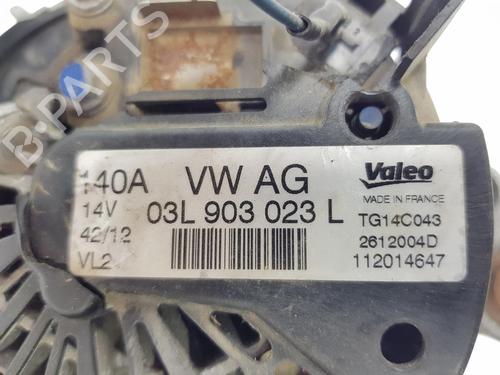 140A VW AG Valeo
14V 03L 903 023 L MADE IN FRANCE
TG14C043
42/12 2612004D
VL2 112014647
B-PARTS